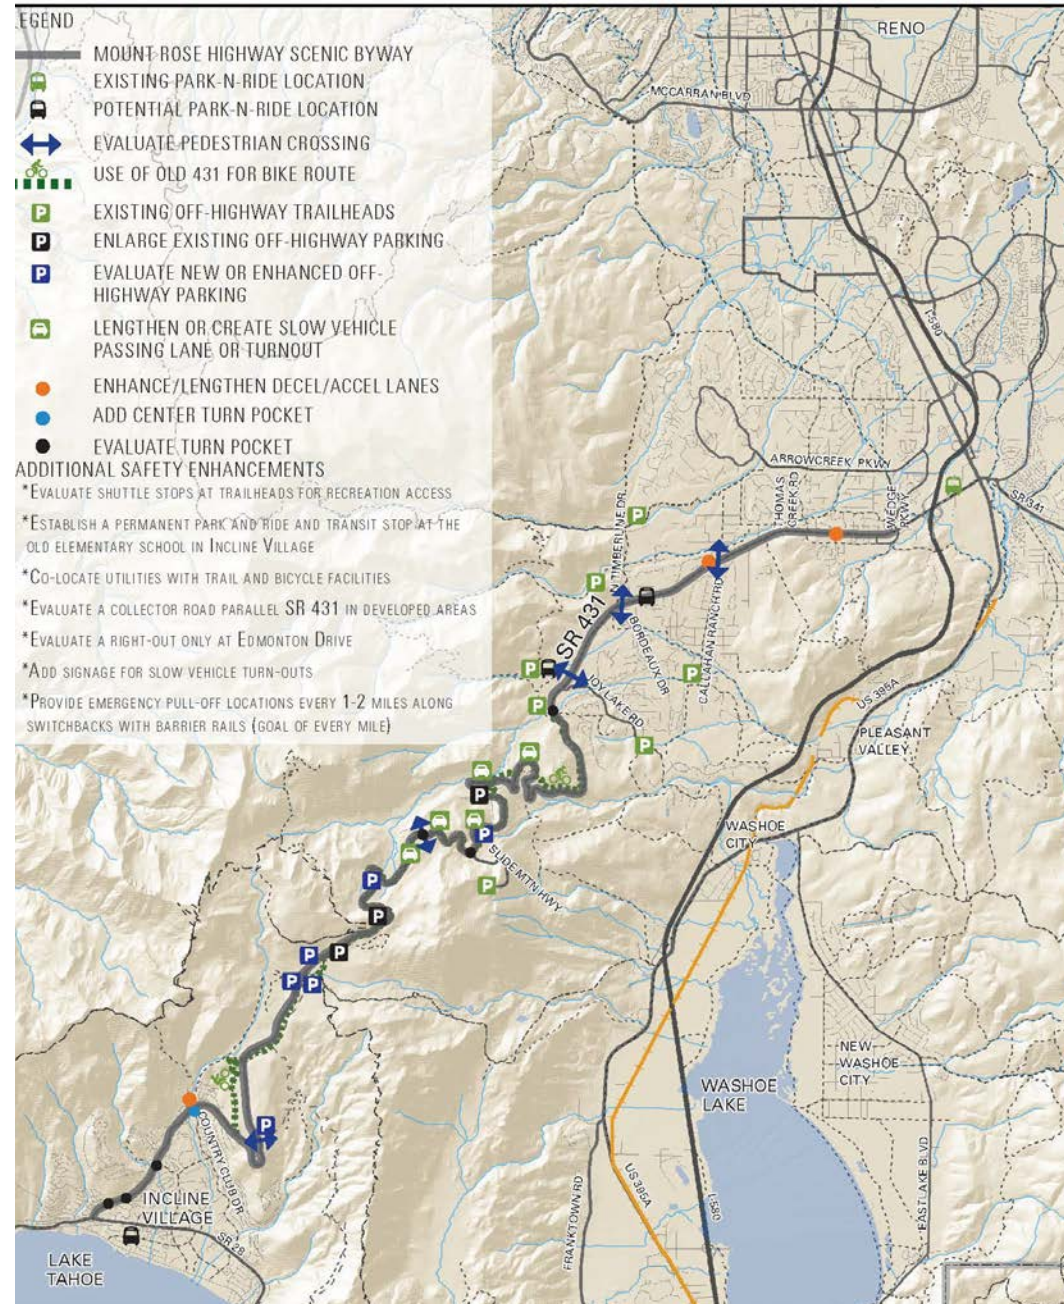 LEGEND
MOUNT ROSE HIGHWAY SCENIC BYWAY
EXISTING PARK-N-RIDE LOCATION
POTENTIAL PARK-N-RIDE LOCATION
EVALUATE PEDESTRIAN CROSSING
USE OF OLD 431 FOR BIKE ROUTE
P EXISTING OFF-HIGHWAY TRAILHEADS
P ENLARGE EXISTING OFF-HIGHWAY PARKING
P EVALUATE NEW OR ENHANCED OFF-
HIGHWAY PARKING
LENGTHEN OR CREATE SLOW VEHICLE
PASSING LANE OR TURNOUT
ENHANCE/LENGTHEN DECEL/ACCEL LANES
ADD CENTER TURN POCKET
EVALUATE TURN POCKET
ADDITIONAL SAFETY ENHANCEMENTS
*EVALUATE SHUTTLE STOPS AT TRAILHEADS FOR RECREATION ACCESS
*ESTABLISH A PERMANENT PARK AND RIDE AND TRANSIT STOP AT THE
OLD ELEMENTARY SCHOOL IN INCLINE VILLAGE
*CO-LOCATE UTILITIES WITH TRAIL AND BICYCLE FACILITIES
*EVALUATE A COLLECTOR ROAD PARALLEL SR 431 IN DEVELOPED AREAS
*EVALUATE A RIGHT-OUT ONLY AT EDMONTON DRIVE
*ADD SIGNAGE FOR SLOW VEHICLE TURN-OUTS
*PROVIDE EMERGENCY PULL-OFF LOCATIONS EVERY 1-2 MILES ALONG
SWITCHBACKS WITH BARRIER RAILS (GOAL OF EVERY MILE)
RENO
MCCARRAN BLVD
I-580
ARROWCREEK PKWY
THOMAS
CREEK RD
WEDGE
PKWY
SR 341
TIMBERLINE DR
P
P
SR 431
BORDEAUX DR
CALLAHAN RANCH RD
P
P
P
JOY LAKE RD
P
US 395A
PLEASANT
VALLEY
P
P
SLIDE MTN HWY
P
WASHOE
CITY
P
P
P
P
P
P
NEW
WASHOE
CITY
WASHOE
LAKE
P
COUNTRY CLUB DR
INCLINE
VILLAGE
SR 28
LAKE
TAHOE
FRANKTOWN RD
US 395A
I-580
EASTLAKE BLVD